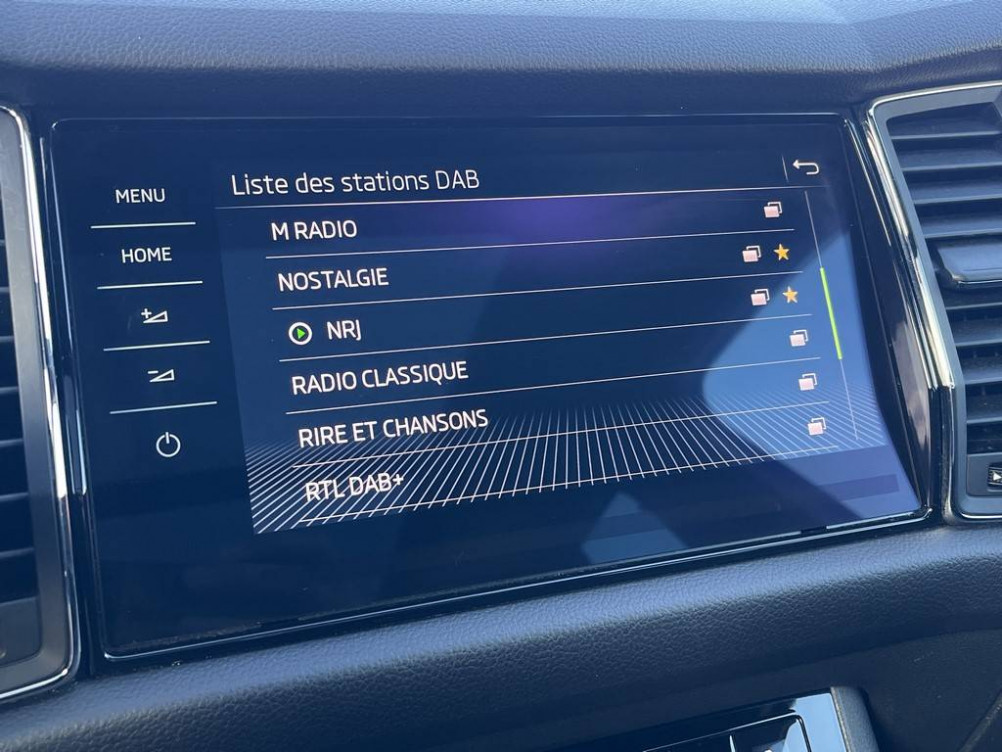 Liste des stations DAB
MENU
HOME
M RADIO
NOSTALGIE
NRJ
RADIO CLASSIQUE
RIRE ET CHANSONS
RTL DAB+